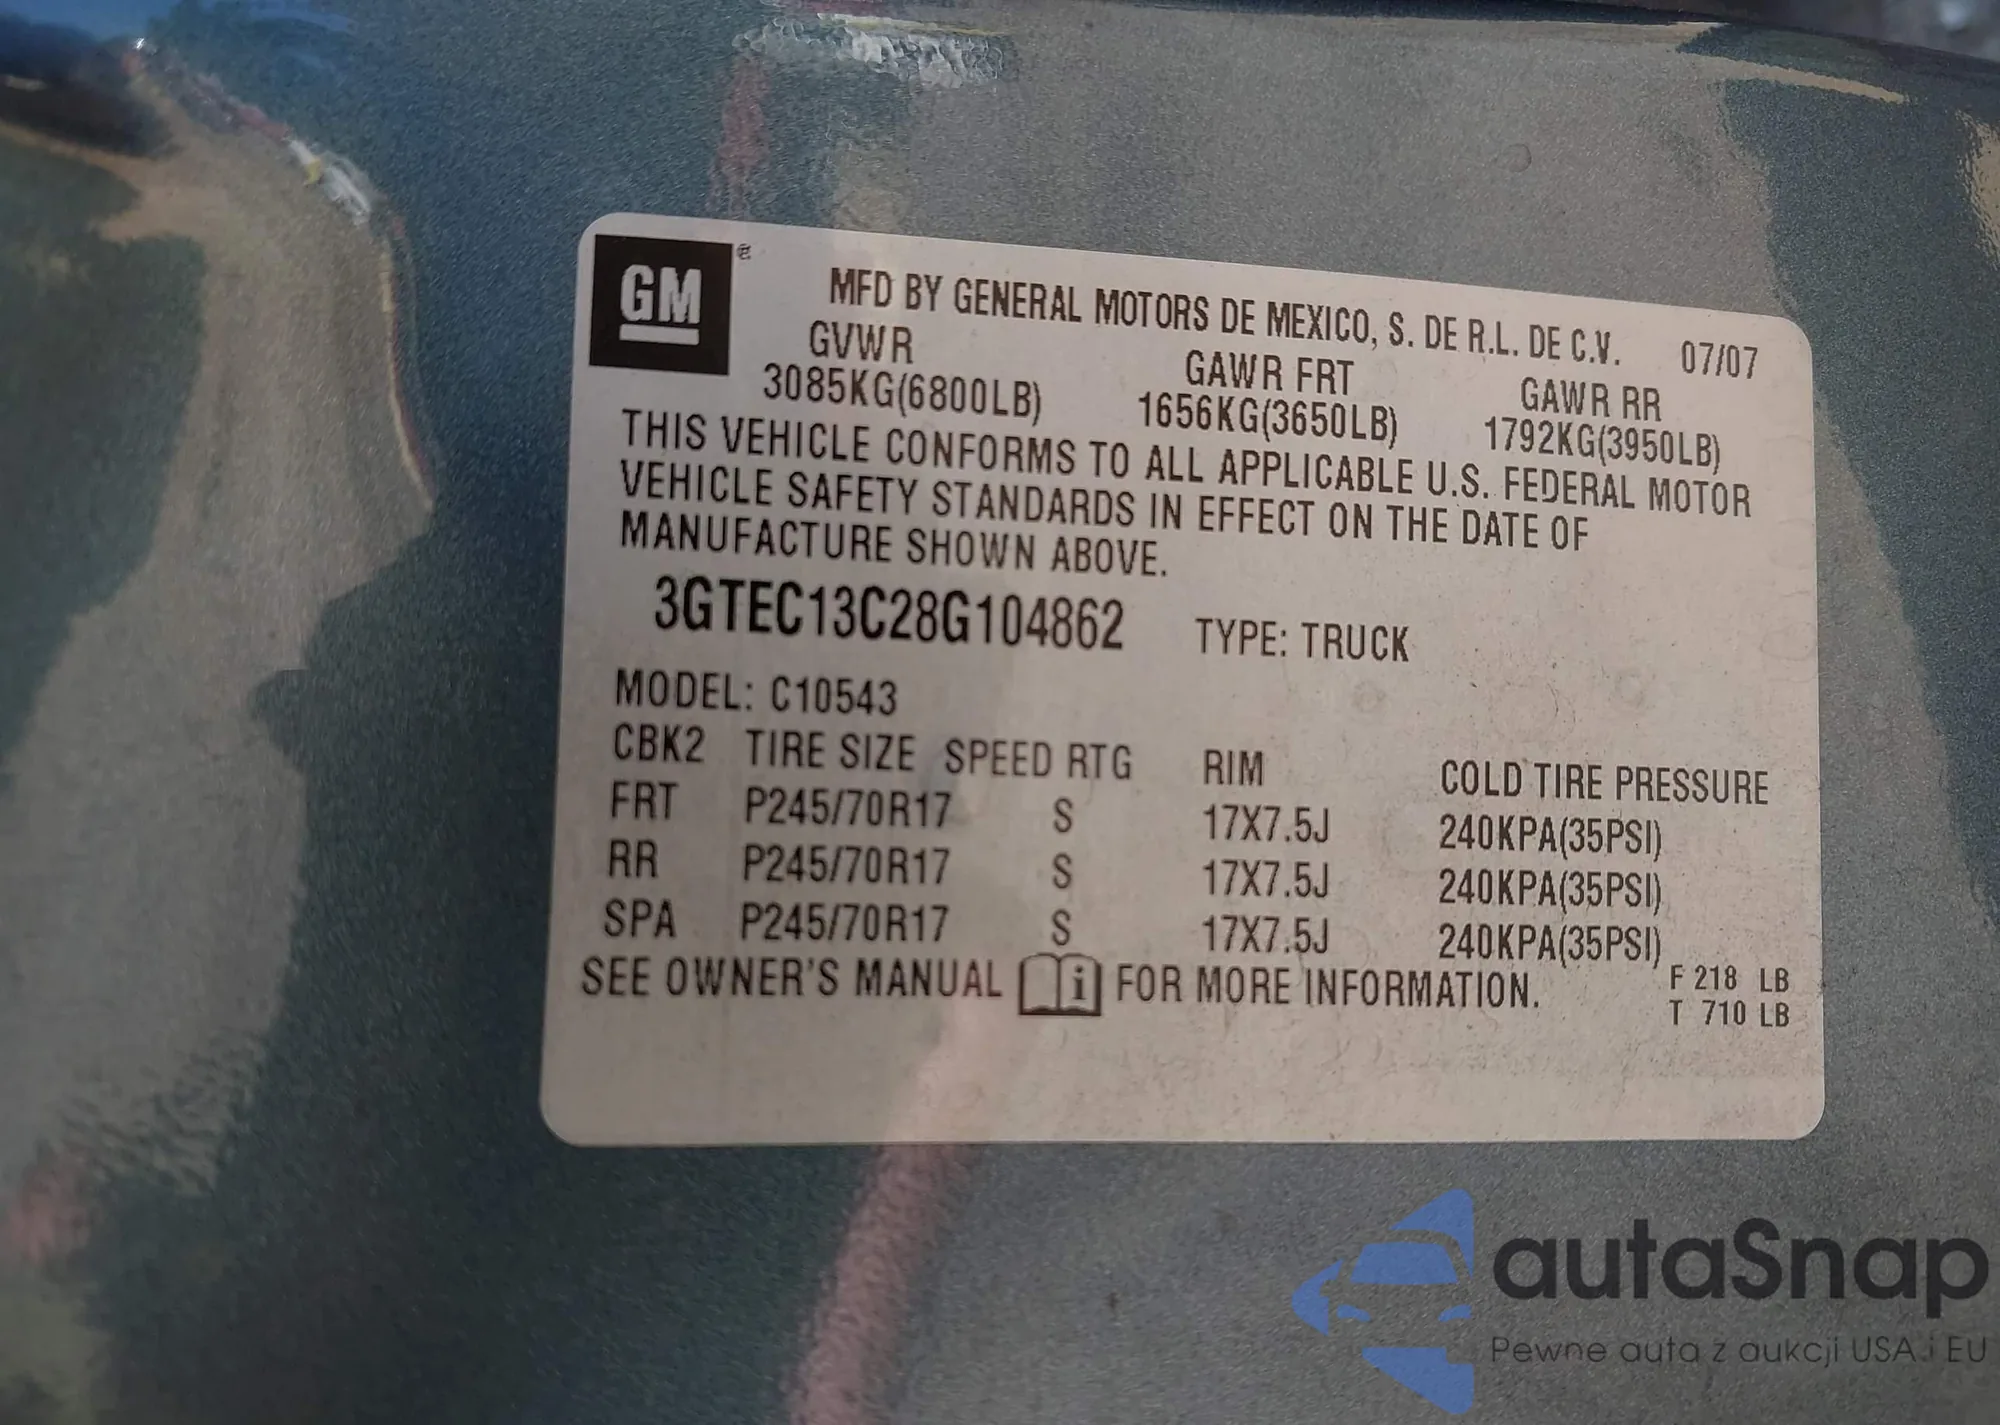 GM
MFD BY GENERAL MOTORS DE MEXICO, S. DE R.L. DE C.V. 07/07
GVWR GAWR FRT GAWR RR
3085KG(6800LB) 1656KG(3650LB) 1792KG(3950LB)
THIS VEHICLE CONFORMS TO ALL APPLICABLE U.S. FEDERAL MOTOR
VEHICLE SAFETY STANDARDS IN EFFECT ON THE DATE OF
MANUFACTURE SHOWN ABOVE.
3GTEC13C28G104862 TYPE: TRUCK
MODEL: C10543
CBK2 TIRE SIZE SPEED RTG RIM COLD TIRE PRESSURE
FRT P245/70R17 S 17X7.5J 240KPA(35PSI)
RR P245/70R17 S 17X7.5J 240KPA(35PSI)
SPA P245/70R17 S 17X7.5J 240KPA(35PSI)
SEE OWNER'S MANUAL i FOR MORE INFORMATION.
F 218 LB
T 710 LB
autaSnap
Pewne auta z aukcji USA i EU